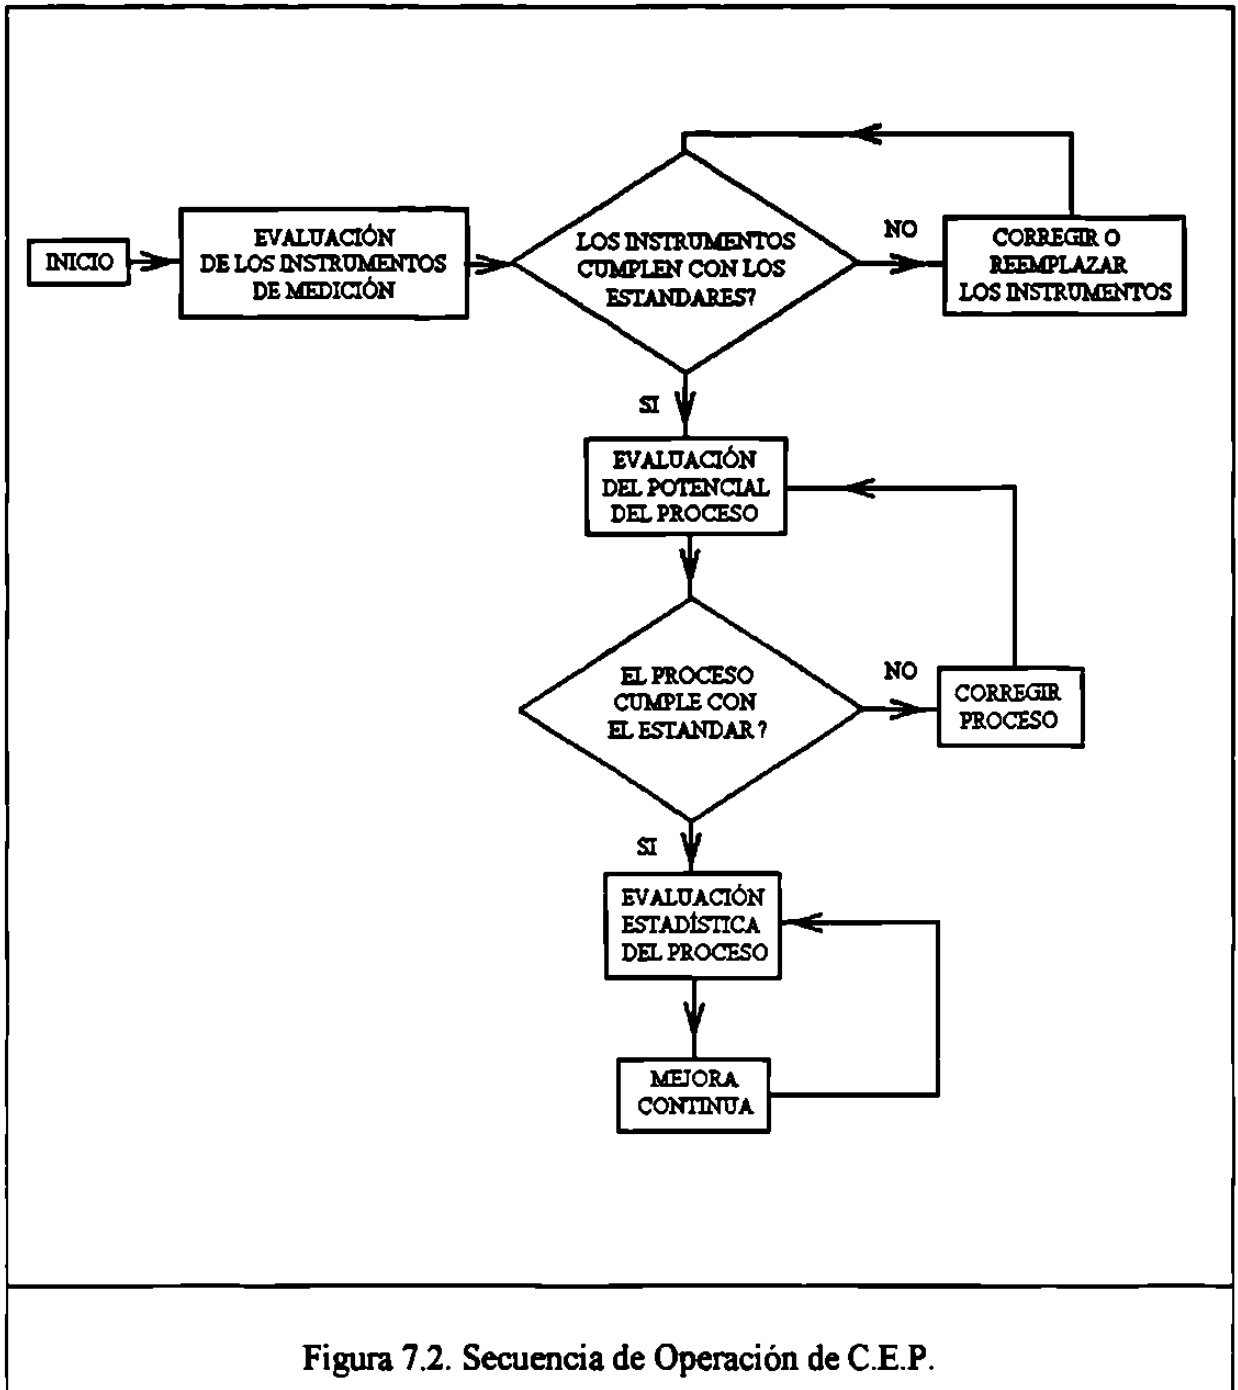 INICIO
EVALUACIÓN
DE LOS INSTRUMENTOS
DE MEDICIÓN
LOS INSTRUMENTOS
CUMPLEN CON LOS
ESTANDARES?
NO
CORREGIR O
REEMPLAZAR
LOS INSTRUMENTOS
SI
EVALUACIÓN
DEL POTENCIAL
DEL PROCESO
EL PROCESO
CUMPLE CON
EL ESTANDAR?
NO
CORREGIR
PROCESO
SI
EVALUACIÓN
ESTADÍSTICA
DEL PROCESO
MEJORA
CONTINUA
Figura 7.2. Secuencia de Operación de C.E.P.